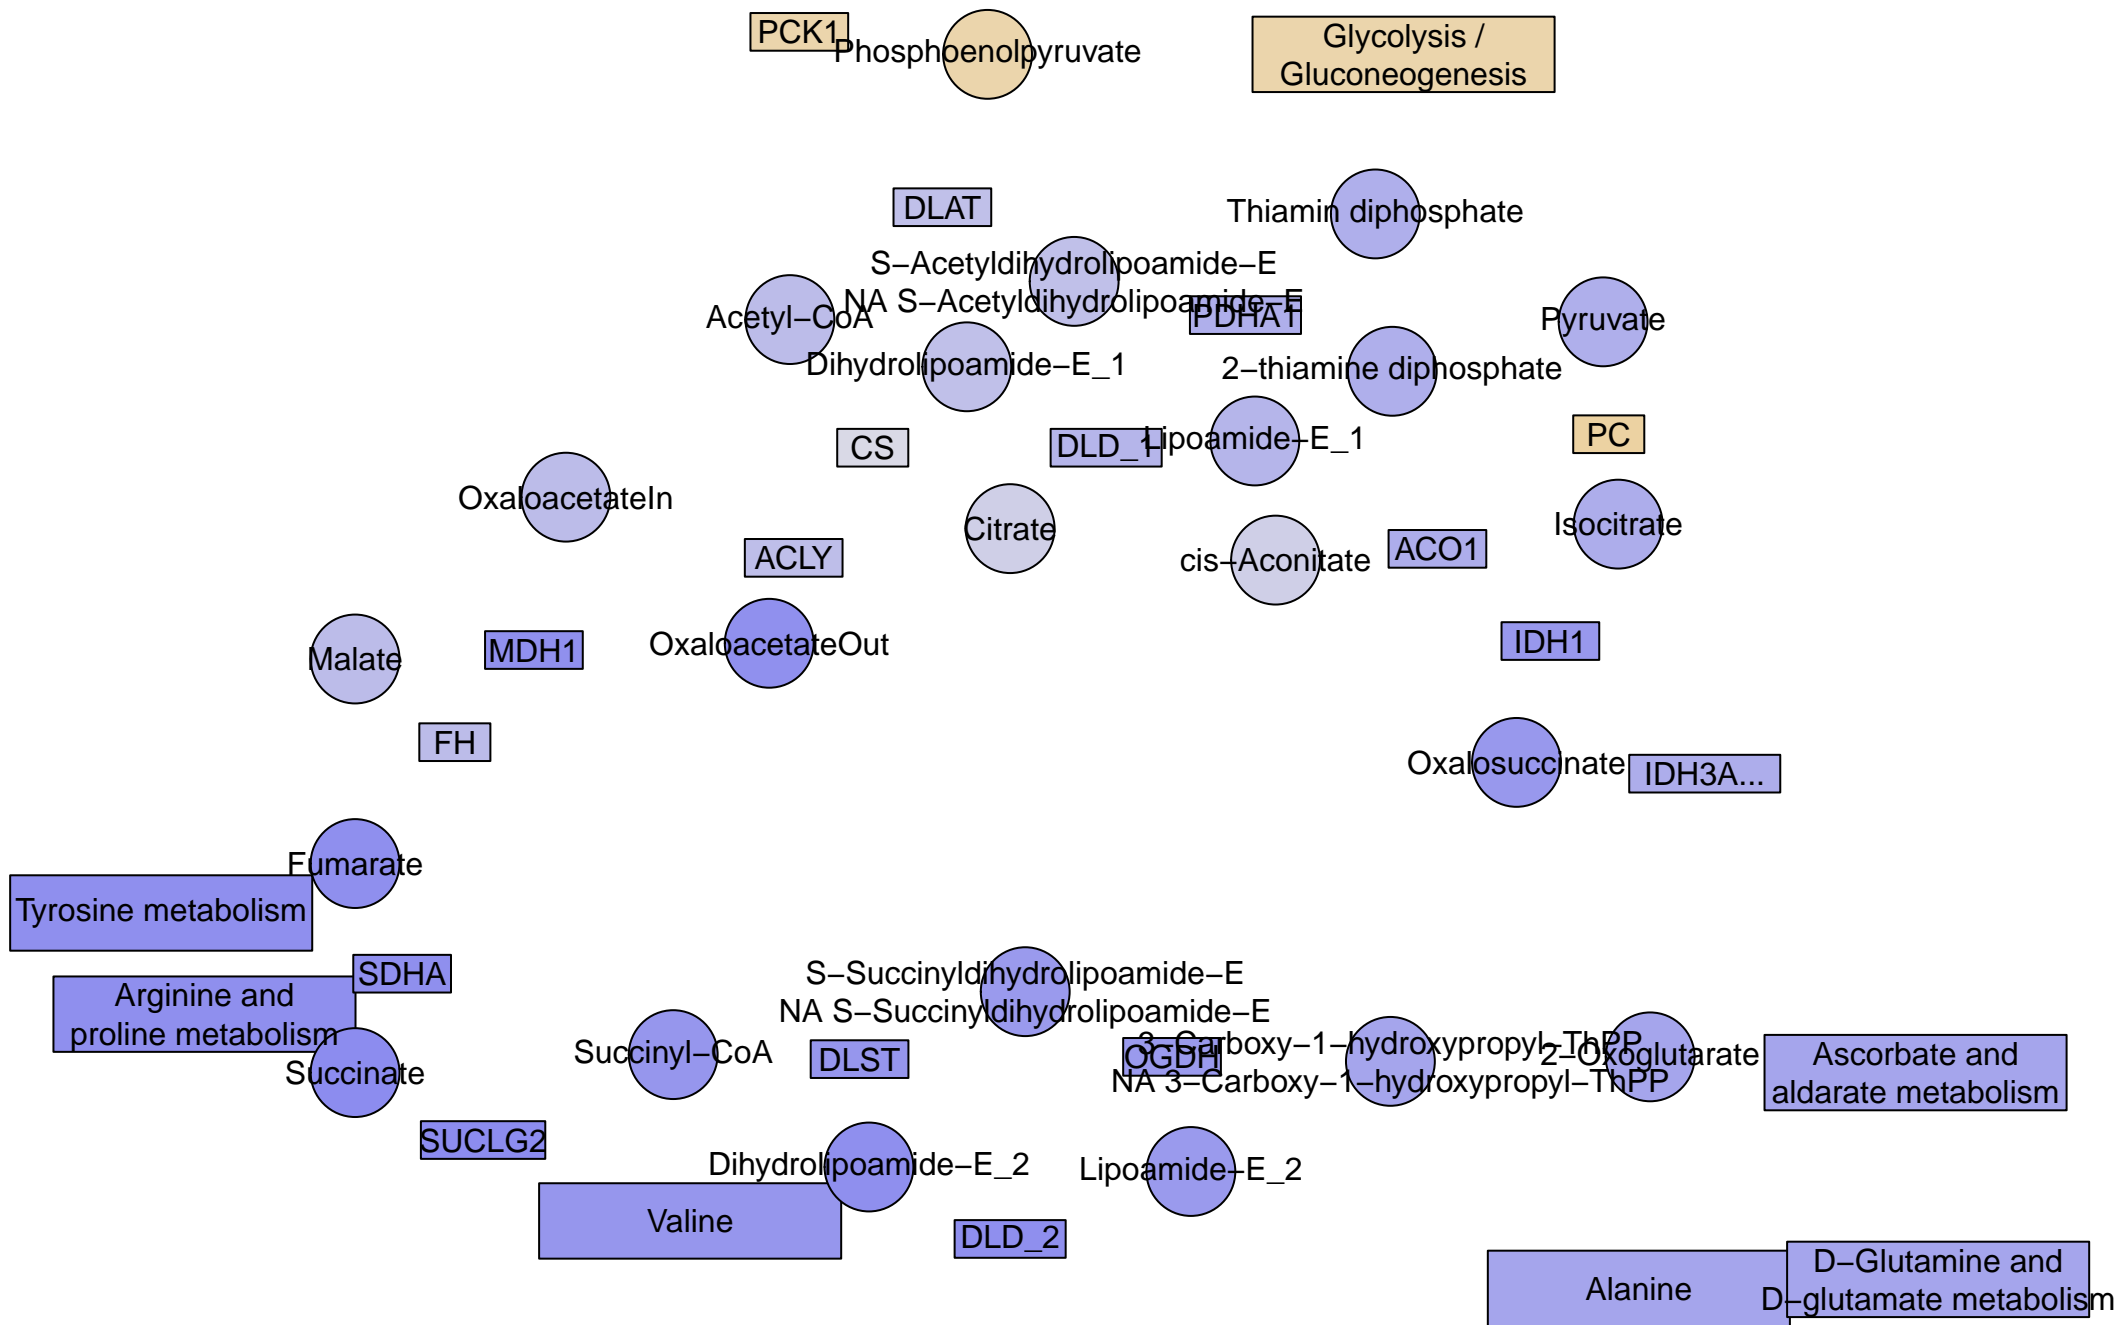 PCK1
Phosphoenolpyruvate
Glycolysis /
Gluconeogenesis
DLAT
Thiamin diphosphate
S−Acetyldihydrolipoamide−E
NA S−Acetyldihydrolipoamide−E
Acetyl−CoA
PDHA1
Pyruvate
Dihydrolipoamide−E_1
2−thiamine diphosphate
CS
DLD_1
Lipoamide−E_1
PC
OxaloacetateIn
Citrate
Isocitrate
ACLY
cis−Aconitate
ACO1
Malate
MDH1
OxaloacetateOut
IDH1
FH
Oxalosuccinate
IDH3A...
Fumarate
Tyrosine metabolism
SDHA
Arginine and
proline metabolism
Succinate
S−Succinyldihydrolipoamide−E
NA S−Succinyldihydrolipoamide−E
Succinyl−CoA
DLST
OGDH
3−Carboxy−1−hydroxypropyl−ThPP
NA 3−Carboxy−1−hydroxypropyl−ThPP
2−Oxoglutarate
Ascorbate and
aldarate metabolism
SUCLG2
Dihydrolipoamide−E_2
Lipoamide−E_2
Valine
DLD_2
Alanine
D−Glutamine and
D−glutamate metabolism